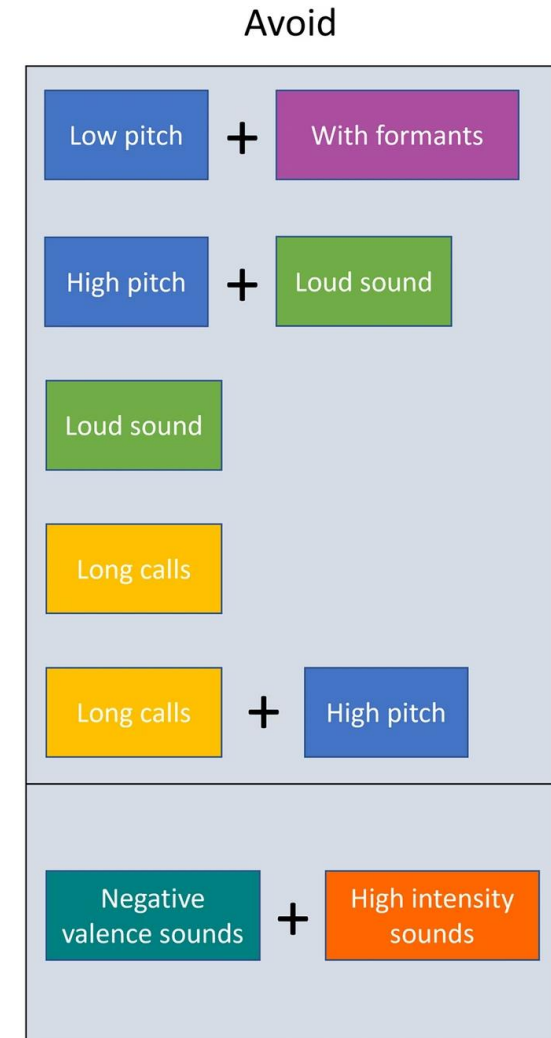 Avoid
Low pitch + With formants
High pitch + Loud sound
Loud sound
Long calls
Long calls + High pitch
Negative
valence sounds + High intensity
sounds